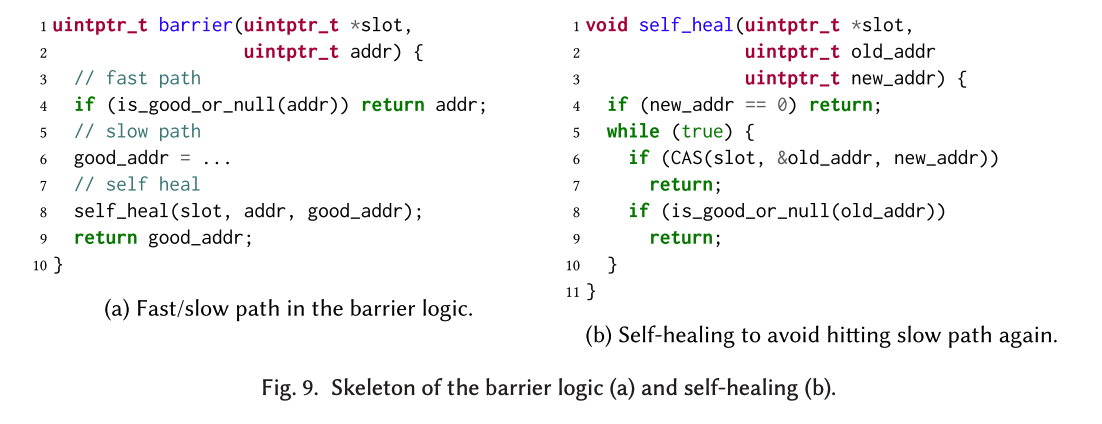 1 uintptr_t barrier(uintptr_t *slot,
2                   uintptr_t addr) {
3   // fast path
4   if (is_good_or_null(addr)) return addr;
5   // slow path
6   good_addr = ...
7   // self heal
8   self_heal(slot, addr, good_addr);
9   return good_addr;
10 }
(a) Fast/slow path in the barrier logic.
1 void self_heal(uintptr_t *slot,
2                uintptr_t old_addr
3                uintptr_t new_addr) {
4   if (new_addr == 0) return;
5   while (true) {
6     if (CAS(slot, &old_addr, new_addr))
7       return;
8     if (is_good_or_null(old_addr))
9       return;
10   }
11 }
(b) Self-healing to avoid hitting slow path again.
Fig. 9. Skeleton of the barrier logic (a) and self-healing (b).